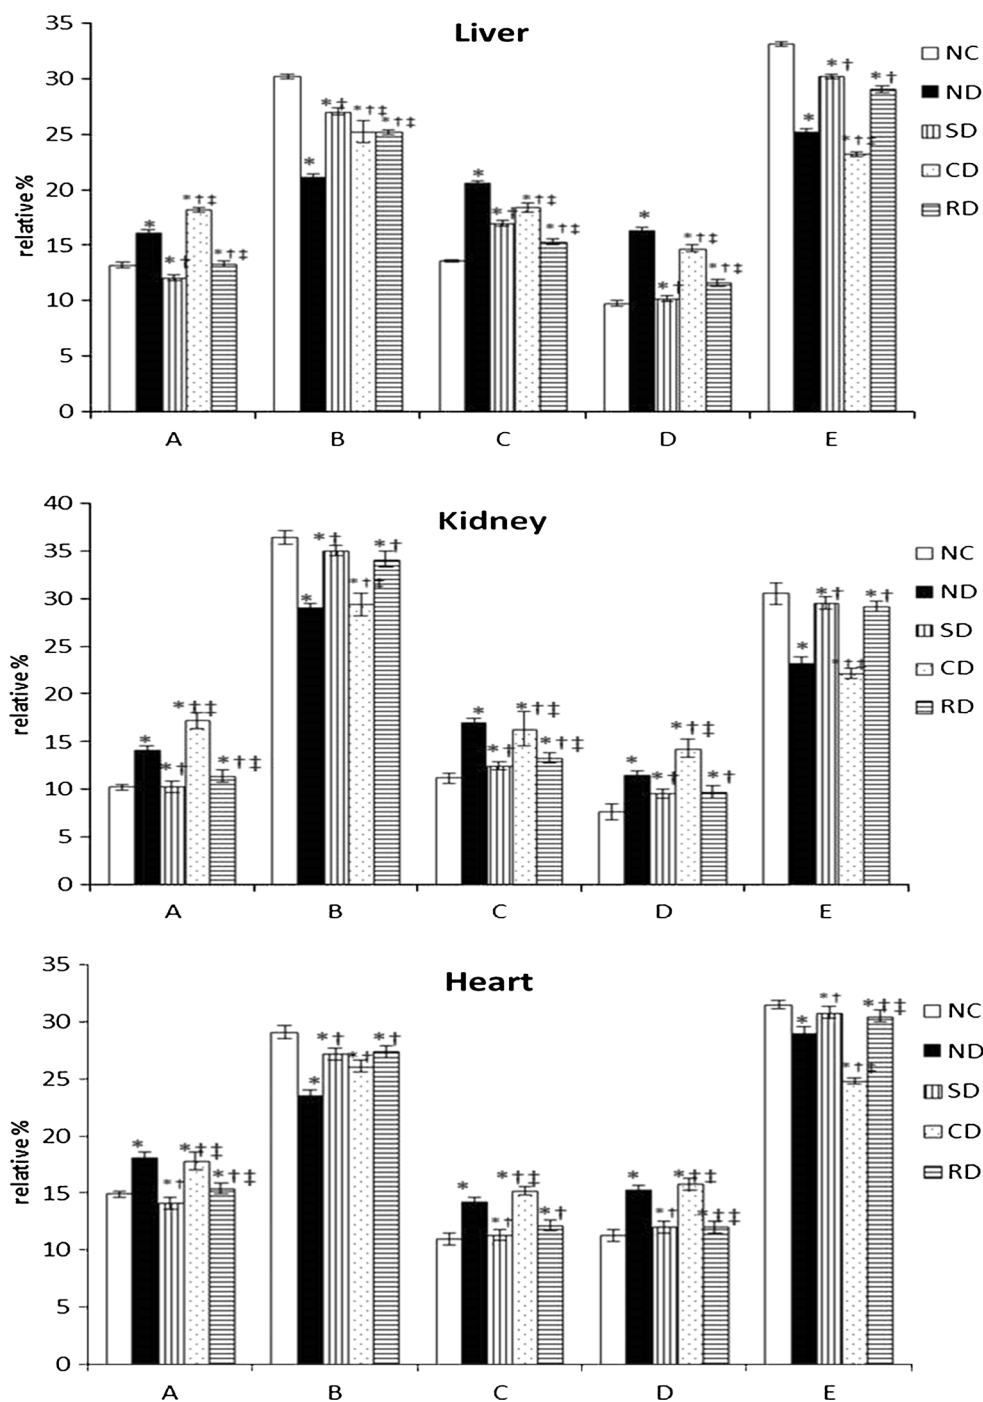 Liver
relative%
35
30
25
20
15
10
5
0
A B C D E
NC
ND
SD
CD
RD
* *† *†‡ *†‡
* *† *†‡ *†‡
* *† *†‡ *†‡
* *† *†‡ *†‡
* *† *†‡ *†
Kidney
relative%
40
35
30
25
20
15
10
5
0
A B C D E
NC
ND
SD
CD
RD
* *† *‡‡ *†‡
* *† *†‡ *†
* *† *†‡ *†‡
* *† *†‡ *†
* *† *†
Heart
relative%
35
30
25
20
15
10
5
0
A B C D E
NC
ND
SD
CD
RD
* *† *‡‡ *†‡
* *† *† *†
* *† *†‡ *†
* *† *‡‡ *‡‡
* *† *†‡ *‡‡